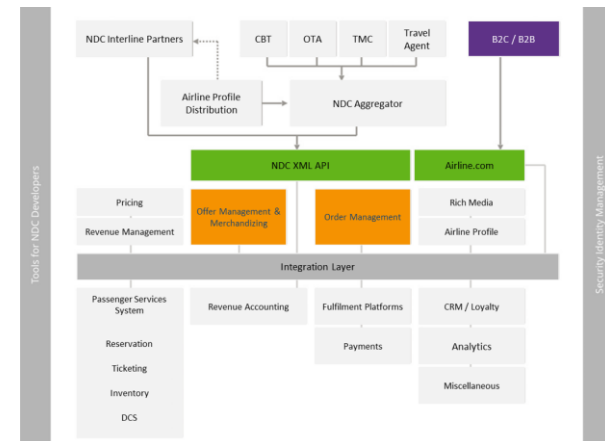 NDC Interline Partners
CBT
OTA
TMC
Travel
Agent
B2C / B2B
Airline Profile
Distribution
NDC Aggregator
NDC XML API
Airline.com
Pricing
Revenue Management
Offer Management &
Merchandizing
Order Management
Rich Media
Airline Profile
Integration Layer
Passenger Services
System
Reservation
Ticketing
Inventory
DCS
Revenue Accounting
Fulfilment Platforms
Payments
CRM / Loyalty
Analytics
Miscellaneous
Tools for NDC Developers
Security Identity Management